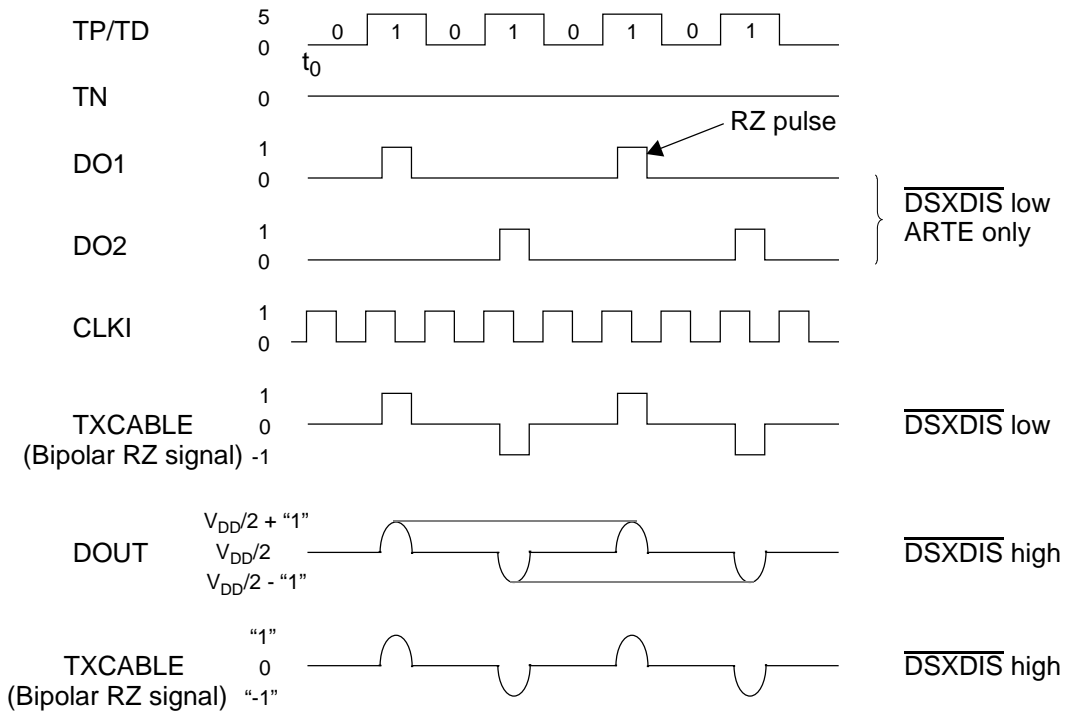 TP/TD 5 0 0 1 0 1 0 1 0 1
t0
TN 0
RZ pulse
DO1 1 0
DSXDIS low
ARTE only
DO2 1 0
CLKI 1 0
TXCABLE 1 0 -1 DSXDIS low
(Bipolar RZ signal)
VDD/2 + “1”
DOUT VDD/2 DSXDIS high
VDD/2 - “1”
“1”
TXCABLE 0 DSXDIS high
(Bipolar RZ signal) “-1”